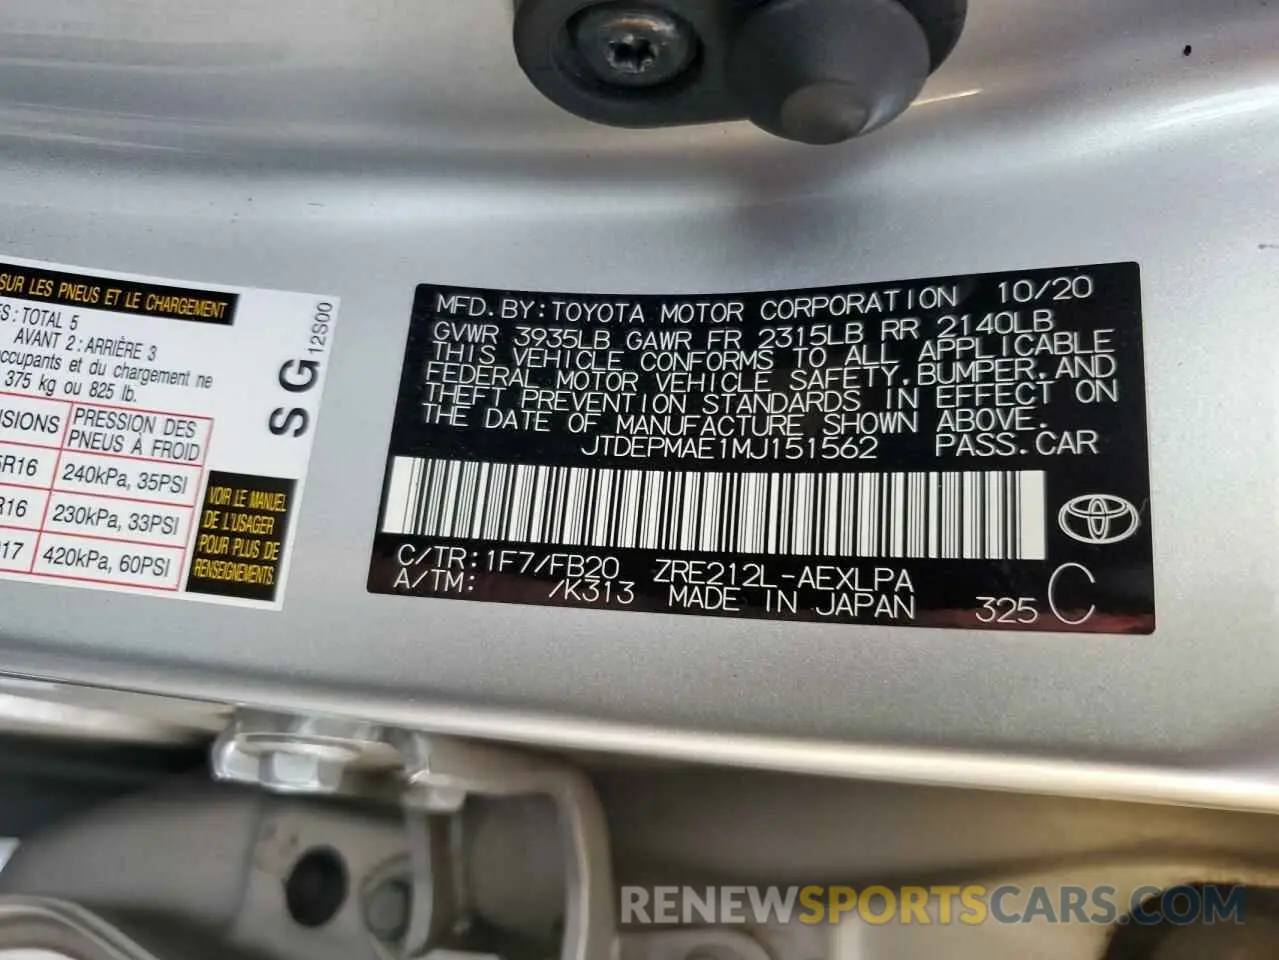 SUR LES PNEUS ET LE CHARGEMENT
: TOTAL 5
AVANT 2 : ARRIÈRE 3
occupants et du chargement ne
375 kg ou 825 lb.
PRESSION DES
PNEUS À FROID
R16 240kPa, 35PSI
R16 230kPa, 33PSI
17 420kPa, 60PSI
12S00
SG
VOIR LE MANUEL
DE L'USAGER
POUR PLUS DE
RENSEIGNEMENTS.
MFD. BY: TOYOTA MOTOR CORPORATION 10/20
GVWR 3935LB GAWR FR 2315LB RR 2140LB
THIS VEHICLE CONFORMS TO ALL APPLICABLE
FEDERAL MOTOR VEHICLE SAFETY, BUMPER, AND
THEFT PREVENTION STANDARDS IN EFFECT ON
THE DATE OF MANUFACTURE SHOWN ABOVE.
JTDEPMAE1MJ151562 PASS. CAR
C/TR: 1F7/FB20 ZRE212L-AEXLPA
A/TM: /K313 MADE IN JAPAN 325 C
RENEWSPORTSCARS.COM